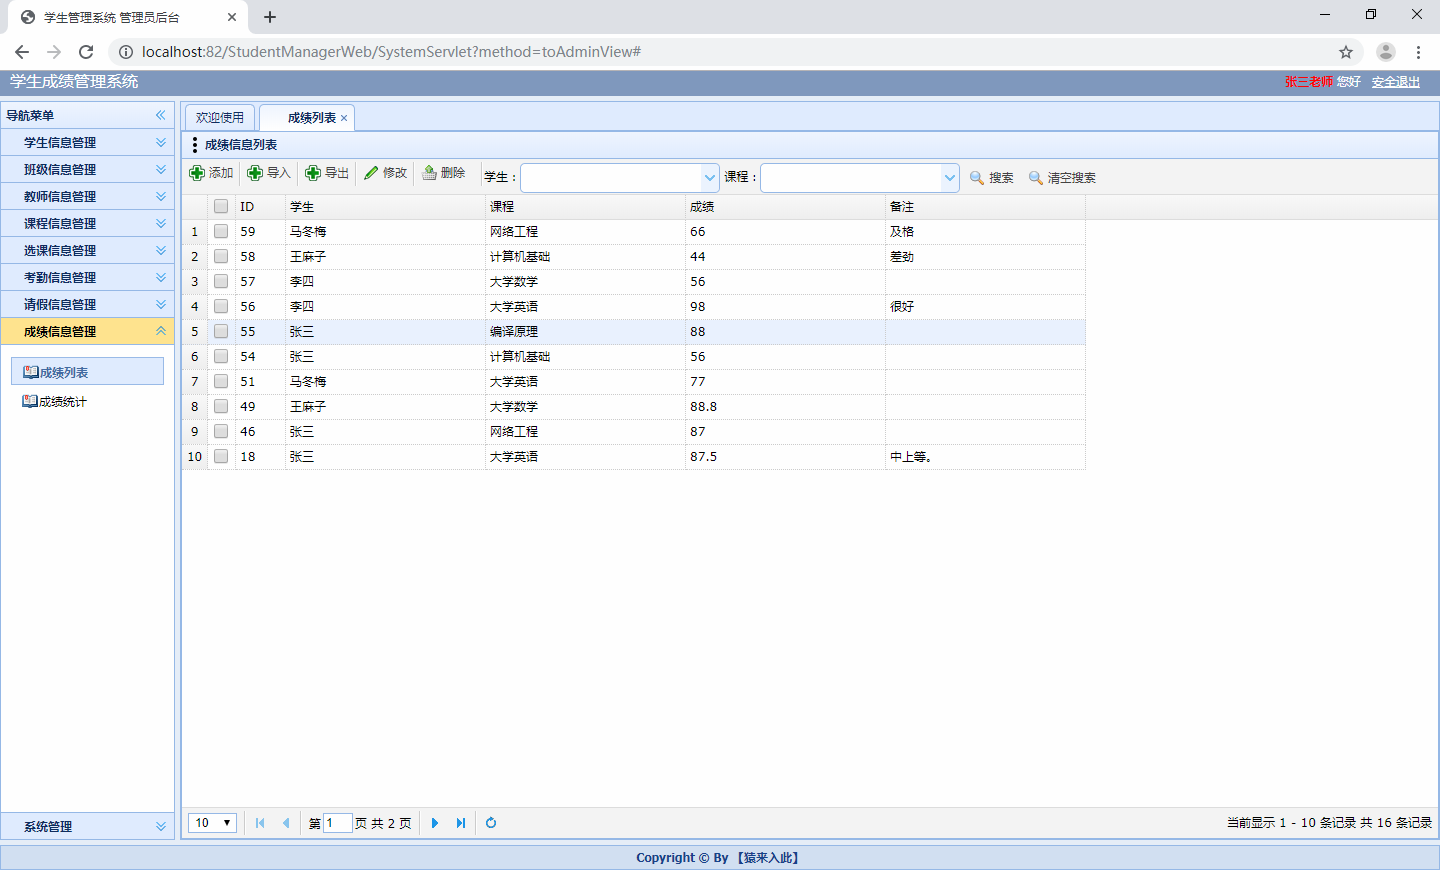 学生管理系统 管理员后台
localhost:82/StudentManagerWeb/SystemServlet?method=toAdminView#
学生成绩管理系统
张三老师 您好 安全退出
导航菜单
学生信息管理
班级信息管理
教师信息管理
课程信息管理
选课信息管理
考勤信息管理
请假信息管理
成绩信息管理
成绩列表
成绩统计
系统管理
欢迎使用 成绩列表
成绩信息列表
添加 导入 导出 修改 删除 学生： 课程： 搜索 清空搜索
ID 学生 课程 成绩 备注
1 59 马冬梅 网络工程 66 及格
2 58 王麻子 计算机基础 44 差劲
3 57 李四 大学数学 56
4 56 李四 大学英语 98 很好
5 55 张三 编译原理 88
6 54 张三 计算机基础 56
7 51 马冬梅 大学英语 77
8 49 王麻子 大学数学 88.8
9 46 张三 网络工程 87
10 18 张三 大学英语 87.5 中上等。
10 第 1 页 共 2 页 当前显示 1 - 10 条记录 共 16 条记录
Copyright © By 【猿来入此】